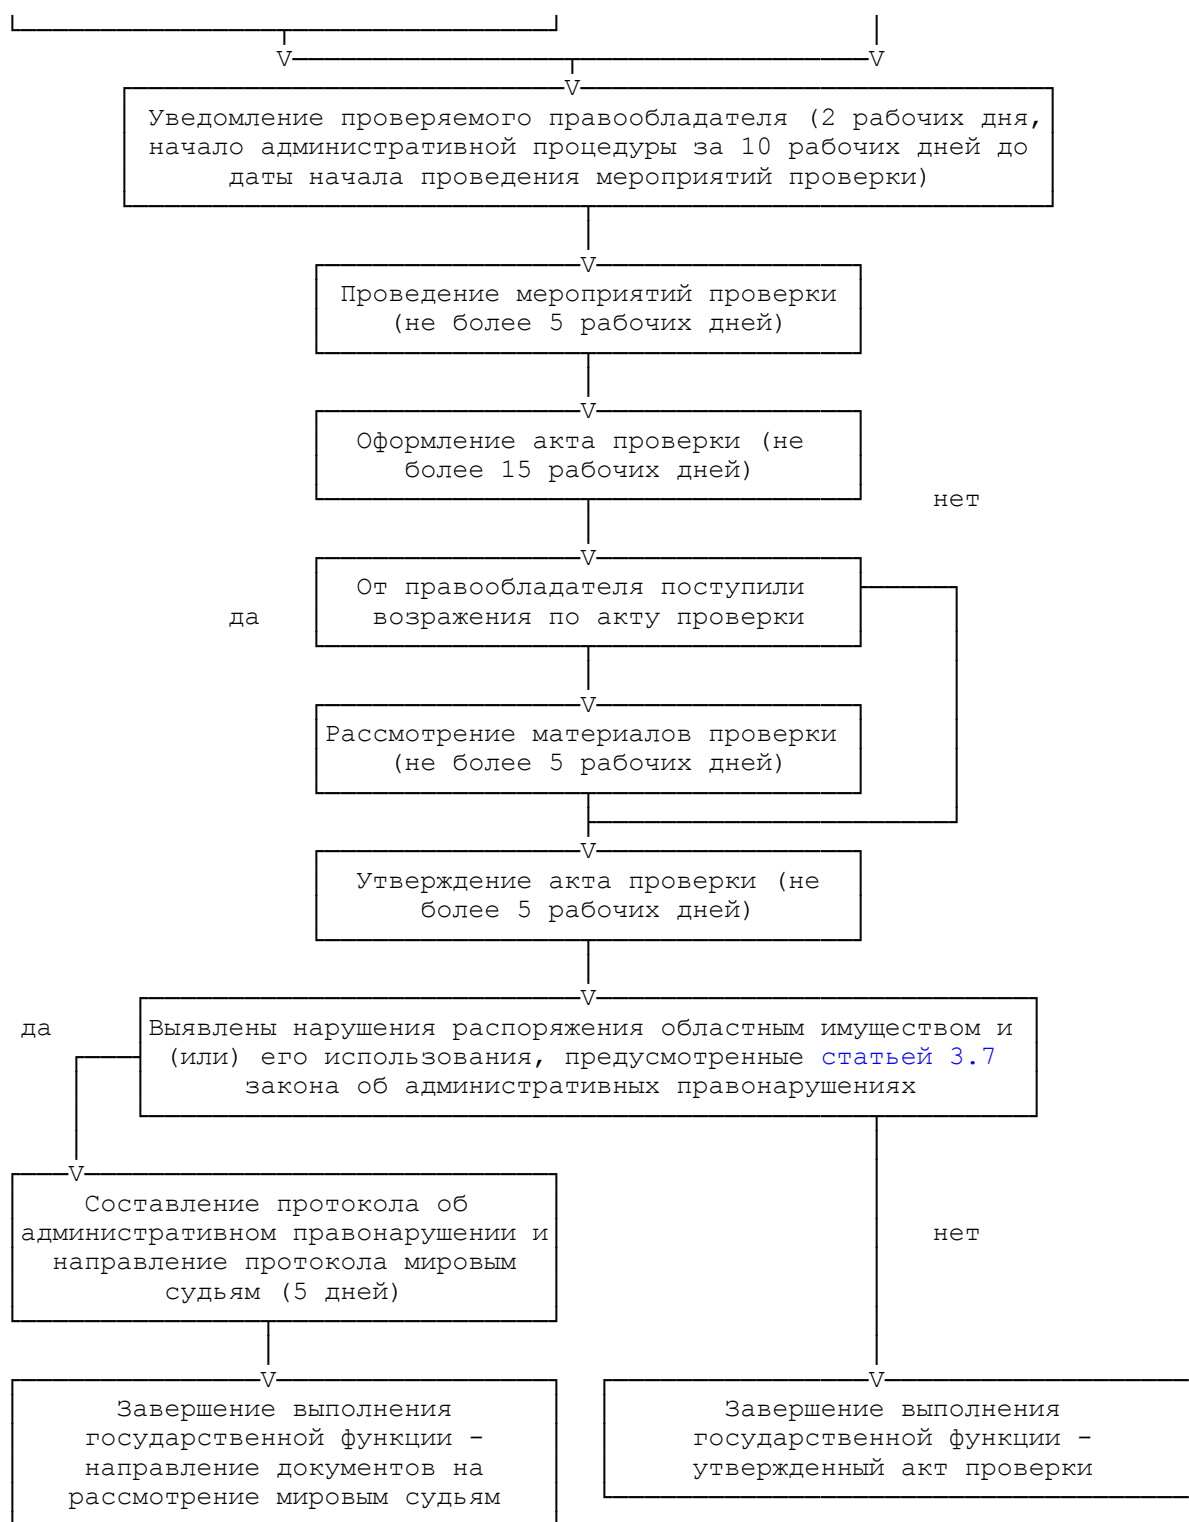 Уведомление проверяемого правообладателя (2 рабочих дня,
начало административной процедуры за 10 рабочих дней до
даты начала проведения мероприятий проверки)
Проведение мероприятий проверки
(не более 5 рабочих дней)
Оформление акта проверки (не
более 15 рабочих дней)
нет
От правообладателя поступили
возражения по акту проверки
да
Рассмотрение материалов проверки
(не более 5 рабочих дней)
Утверждение акта проверки (не
более 5 рабочих дней)
да
Выявлены нарушения распоряжения областным имуществом и
(или) его использования, предусмотренные статьей 3.7
закона об административных правонарушениях
Составление протокола об
административном правонарушении и
направление протокола мировым
судьям (5 дней)
нет
Завершение выполнения
государственной функции -
направление документов на
рассмотрение мировым судьям
Завершение выполнения
государственной функции -
утвержденный акт проверки